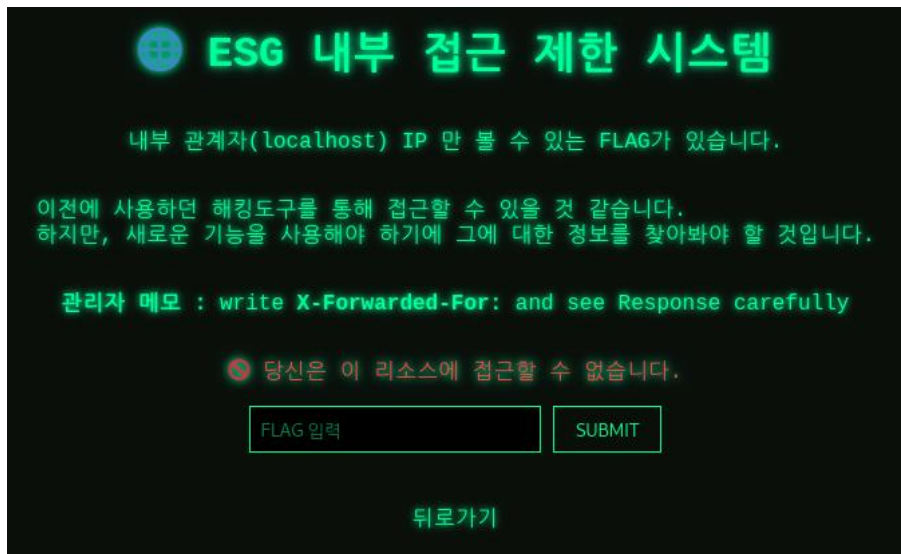 ESG 내부 접근 제한 시스템
내부 관계자(localhost) IP 만 볼 수 있는 FLAG가 있습니다.
이전에 사용하던 해킹도구를 통해 접근할 수 있을 것 같습니다.
하지만, 새로운 기능을 사용해야 하기에 그에 대한 정보를 찾아봐야 할 것입니다.
관리자 메모 : write X-Forwarded-For: and see Response carefully
당신은 이 리소스에 접근할 수 없습니다.
FLAG 입력 SUBMIT
뒤로가기